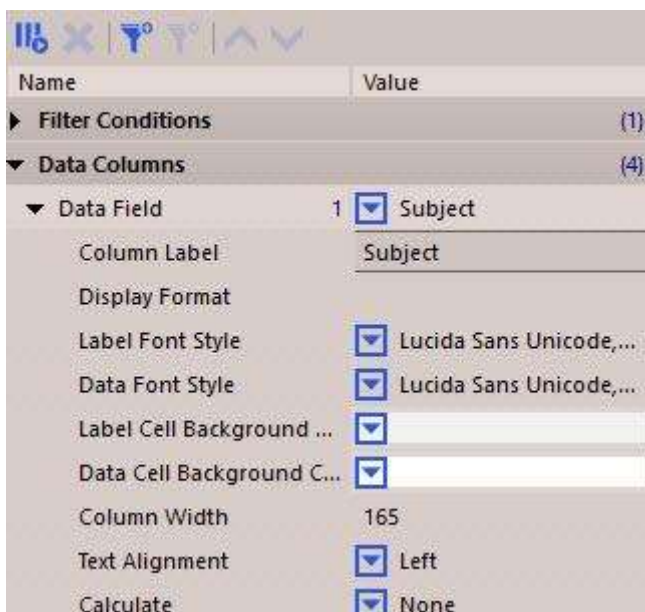 Name Value
Filter Conditions (1)
Data Columns (4)
Data Field 1 Subject
Column Label Subject
Display Format
Label Font Style Lucida Sans Unicode,...
Data Font Style Lucida Sans Unicode,...
Label Cell Background ...
Data Cell Background C...
Column Width 165
Text Alignment Left
Calculate None